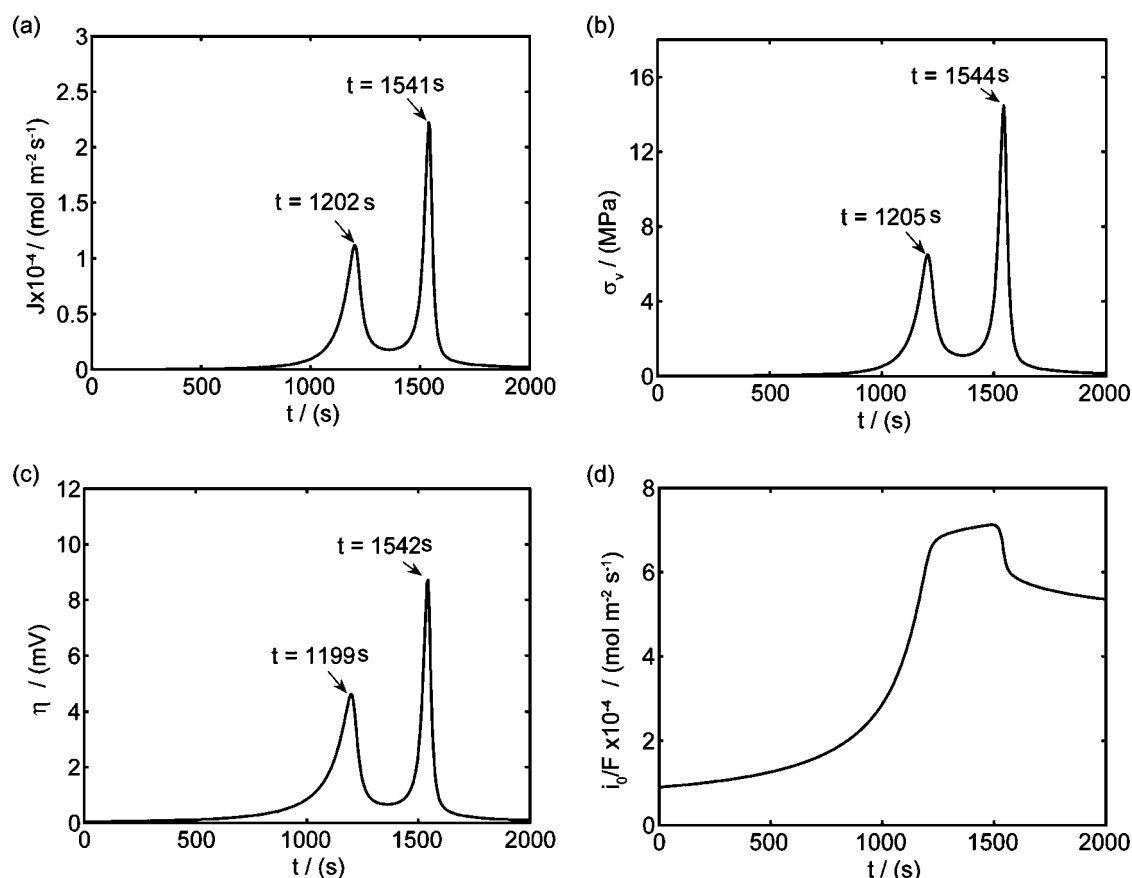 (a)
3
2.5
2
1.5
1
0.5
0
Jx10⁻⁴ / (mol m⁻² s⁻¹)
t = 1541 s
t = 1202 s
0 500 1000 1500 2000
t / (s)
(b)
16
12
8
4
0
σᵥ / (MPa)
t = 1544 s
t = 1205 s
0 500 1000 1500 2000
t / (s)
(c)
12
10
8
6
4
2
0
η / (mV)
t = 1542 s
t = 1199 s
0 500 1000 1500 2000
t / (s)
(d)
8
6
4
2
0
i₀/F x10⁻⁴ / (mol m⁻² s⁻¹)
0 500 1000 1500 2000
t / (s)